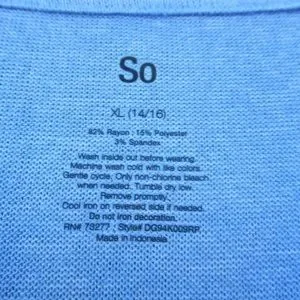 So
XL (14/16)
82% Rayon : 15% Polyester
3% Spandex
Wash inside out before wearing.
Machine wash cold with like colors.
Gentle cycle. Only non-chlorine bleach
when needed. Tumble dry low.
Remove promptly.
Cool iron on reversed side if needed.
Do not iron decoration.
RN# 73277 ; Style# DG94K009RP
Made in Indonesia